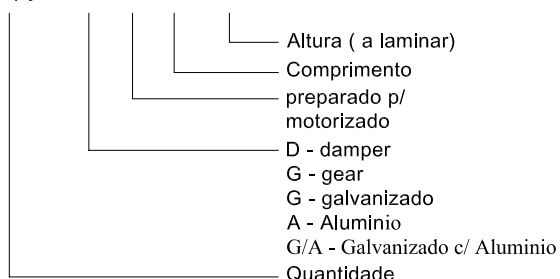 Altura ( a laminar)
Comprimento
preparado p/
motorizado
D - damper
G - gear
G - galvanizado
A - Aluminio
G/A - Galvanizado c/ Aluminio
Quantidade